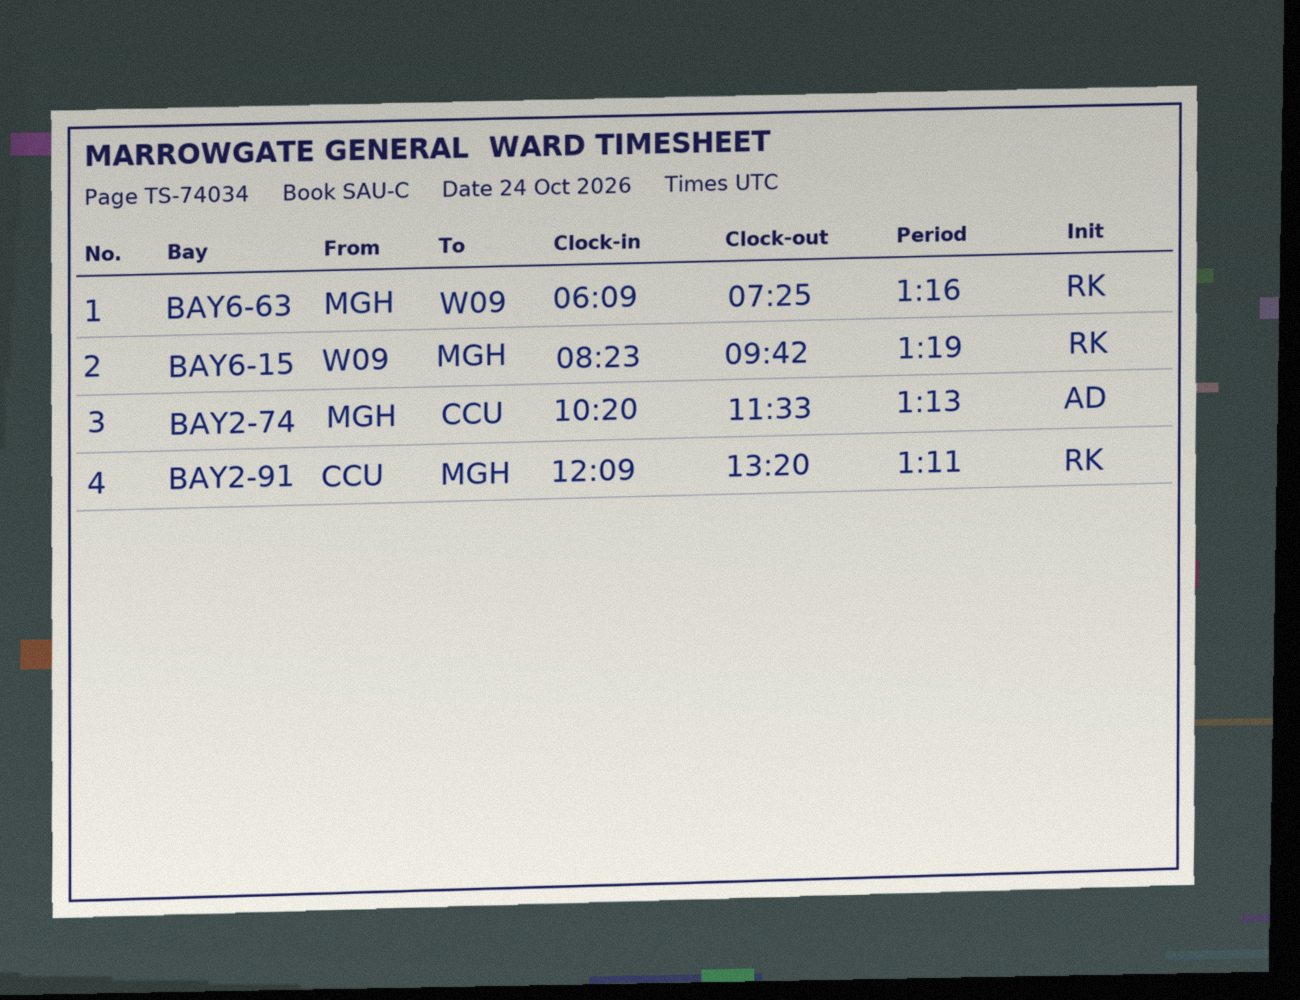 MARROWGATE GENERAL WARD TIMESHEET
Page TS-74034 Book SAU-C Date 24 Oct 2026 Times UTC
No. Bay From To Clock-in Clock-out Period Init
1 BAY6-63 MGH W09 06:09 07:25 1:16 RK
2 BAY6-15 W09 MGH 08:23 09:42 1:19 RK
3 BAY2-74 MGH CCU 10:20 11:33 1:13 AD
4 BAY2-91 CCU MGH 12:09 13:20 1:11 RK